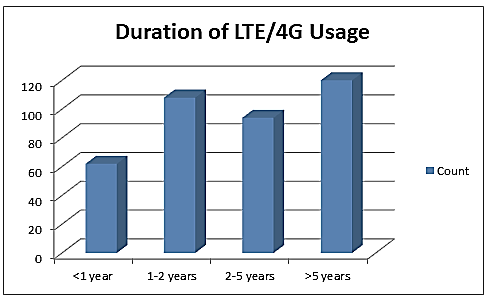 Duration of LTE/4G Usage
120
100
80
60
40
20
0
<1 year
1-2 years
2-5 years
>5 years
Count